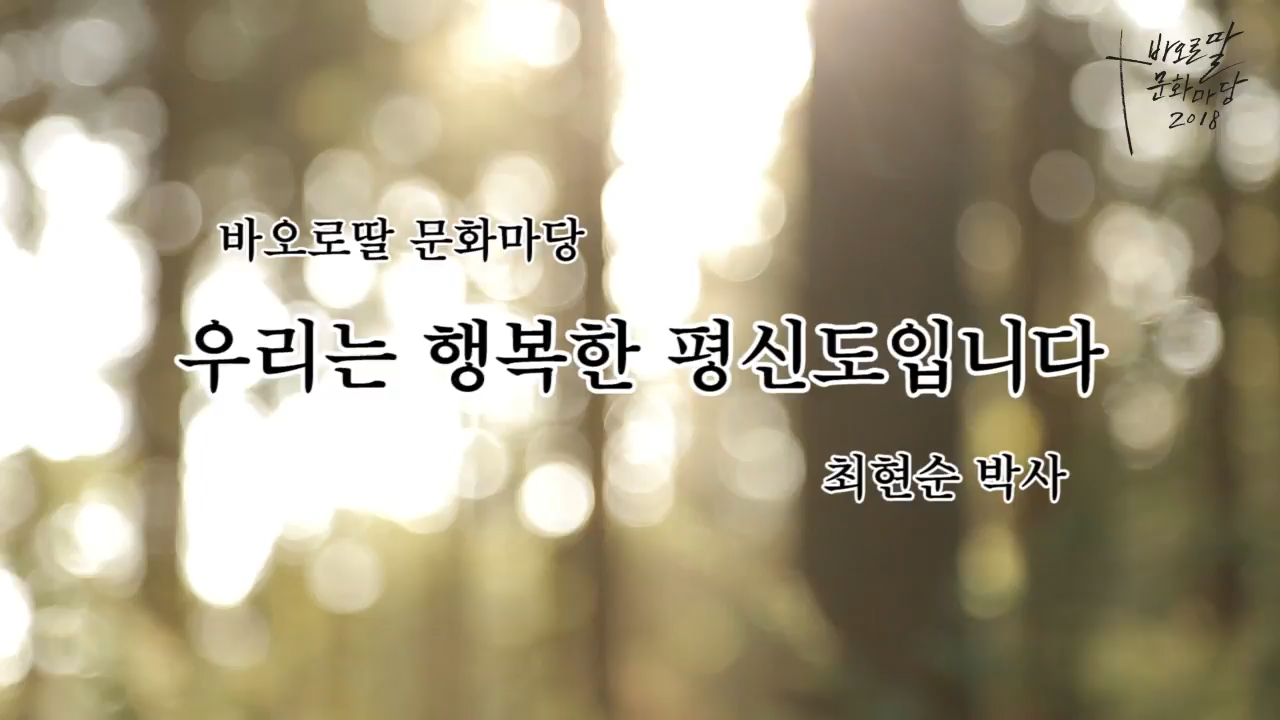 바오로딸
문화마당
2018
바오로딸 문화마당
우리는 행복한 평신도입니다
최현순 박사